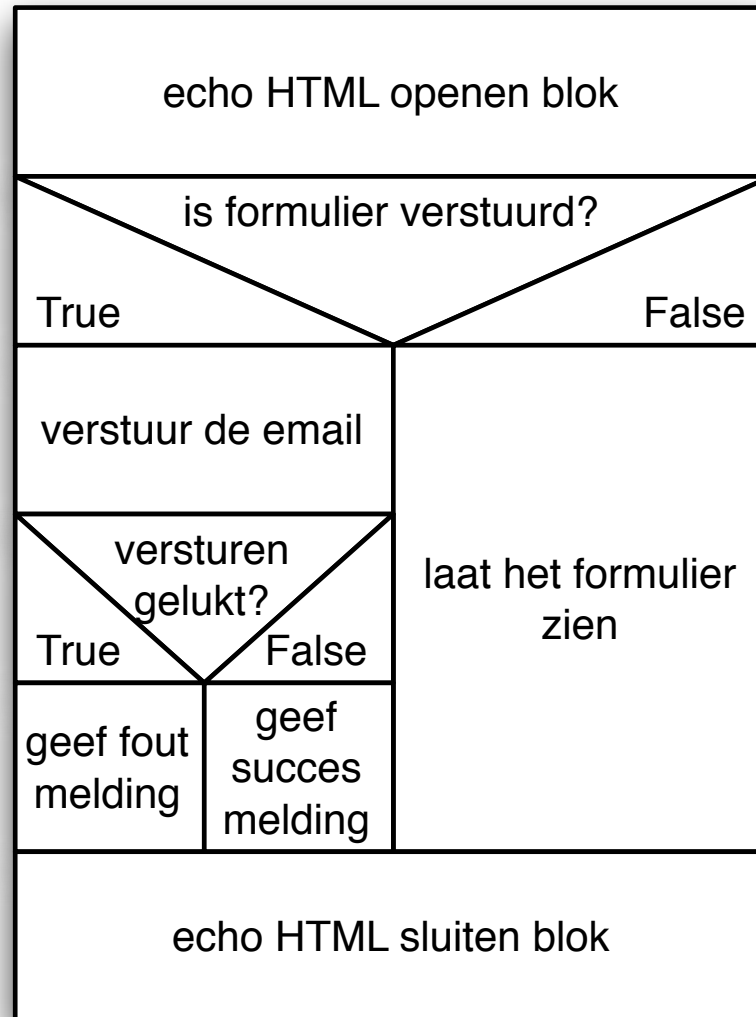 echo HTML openen blok
is formulier verstuurd?
True
False
verstuur de email
versturen
gelukt?
True
False
laat het formulier
zien
geef fout
melding
geef
succes
melding
echo HTML sluiten blok